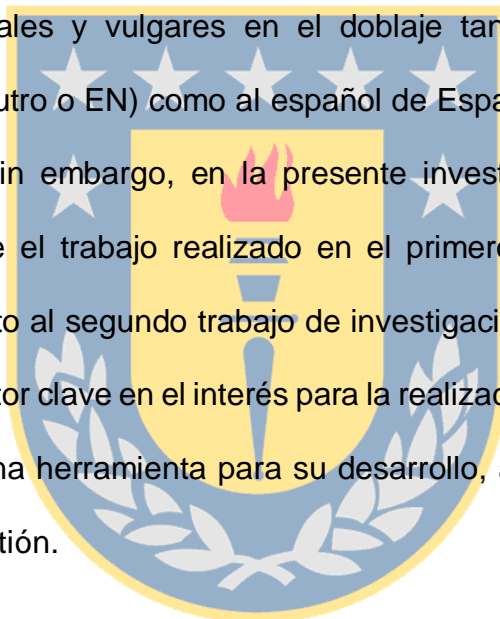 ales y vulgares en el doblaje tan
utro o EN) como al español de Espa
in embargo, en la presente invest
e el trabajo realizado en el primero
to al segundo trabajo de investigaci
tor clave en el interés para la realizac
na herramienta para su desarrollo, a
tión.